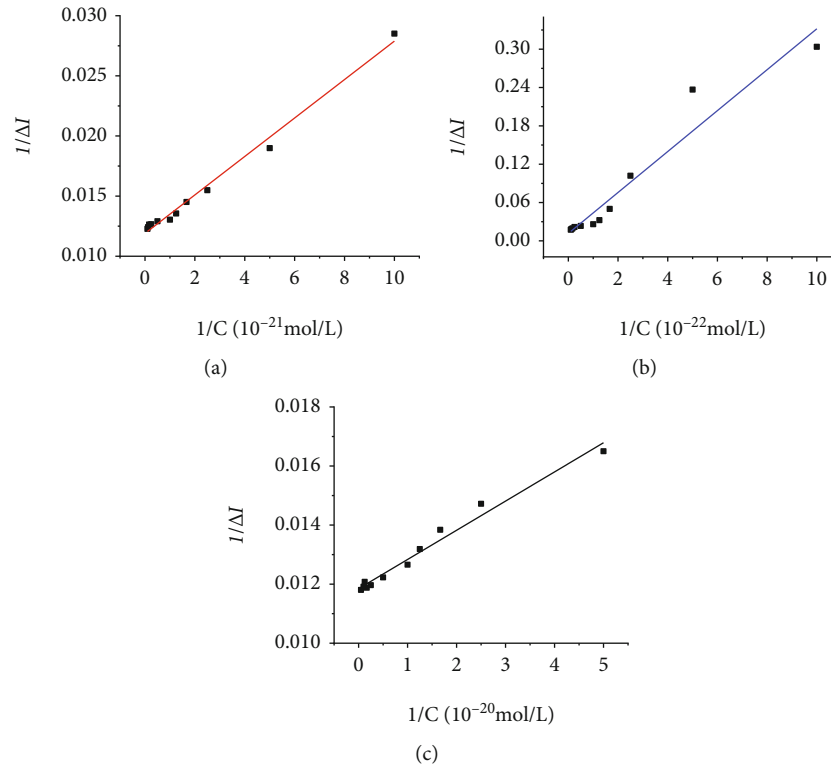 0.030
0.025
0.020
0.015
0.010
1/ΔI
0 2 4 6 8 10
1/C (10⁻²¹mol/L)
(a)
0.30
0.24
0.18
0.12
0.06
0.00
1/ΔI
0 2 4 6 8 10
1/C (10⁻²²mol/L)
(b)
0.018
0.016
0.014
0.012
0.010
1/ΔI
0 1 2 3 4 5
1/C (10⁻²⁰mol/L)
(c)